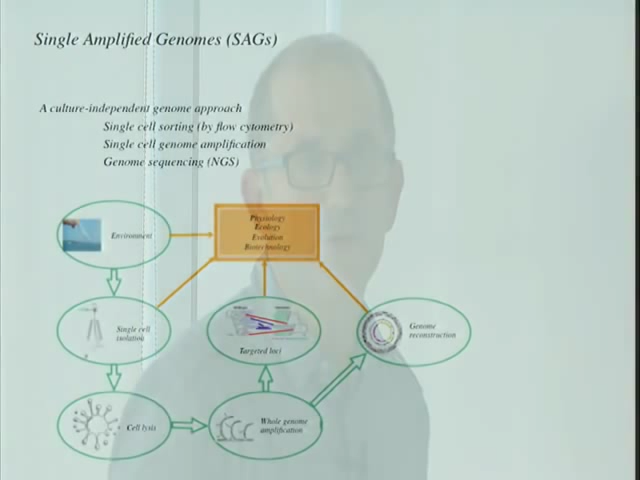 Single Amplified Genomes (SAGs)
A culture-independent genome approach
Single cell sorting (by flow cytometry)
Single cell genome amplification
Genome sequencing (NGS)
Environment
Physiology
Ecology
Evolution
Biotechnology
Single cell
isolation
Targeted loci
Genome
reconstruction
Cell lysis
Whole genome
amplification